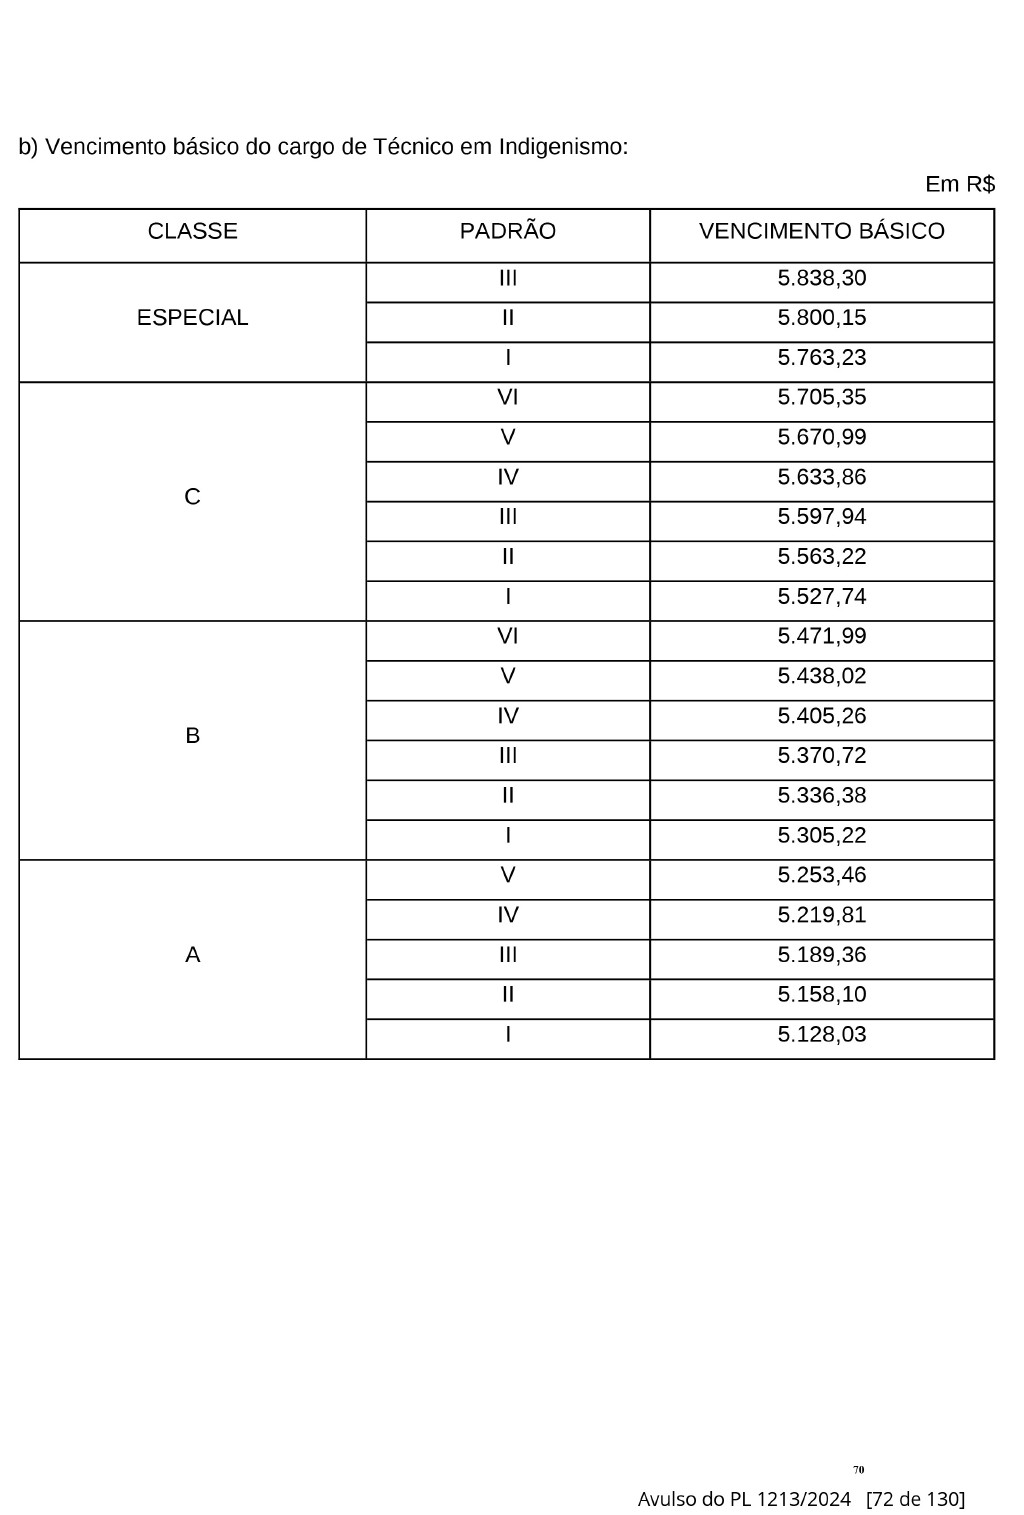 b) Vencimento básico do cargo de Técnico em Indigenismo:
Em R$
CLASSE PADRÃO VENCIMENTO BÁSICO
ESPECIAL III 5.838,30
II 5.800,15
I 5.763,23
C VI 5.705,35
V 5.670,99
IV 5.633,86
III 5.597,94
II 5.563,22
I 5.527,74
B VI 5.471,99
V 5.438,02
IV 5.405,26
III 5.370,72
II 5.336,38
I 5.305,22
A V 5.253,46
IV 5.219,81
III 5.189,36
II 5.158,10
I 5.128,03
70
Avulso do PL 1213/2024 [72 de 130]